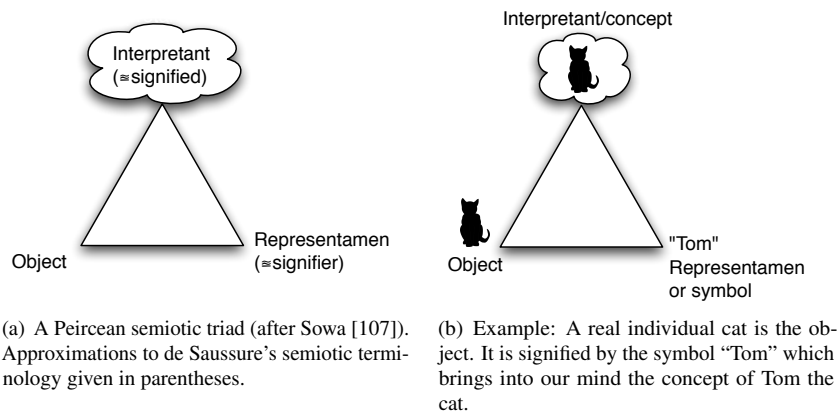 Interpretant
(≈signified)
Object
Representamen
(≈signifier)
(a) A Peircean semiotic triad (after Sowa [107]).
Approximations to de Saussure's semiotic termi-
nology given in parentheses.
Interpretant/concept
Object
"Tom"
Representamen
or symbol
(b) Example: A real individual cat is the ob-
ject. It is signified by the symbol “Tom” which
brings into our mind the concept of Tom the
cat.